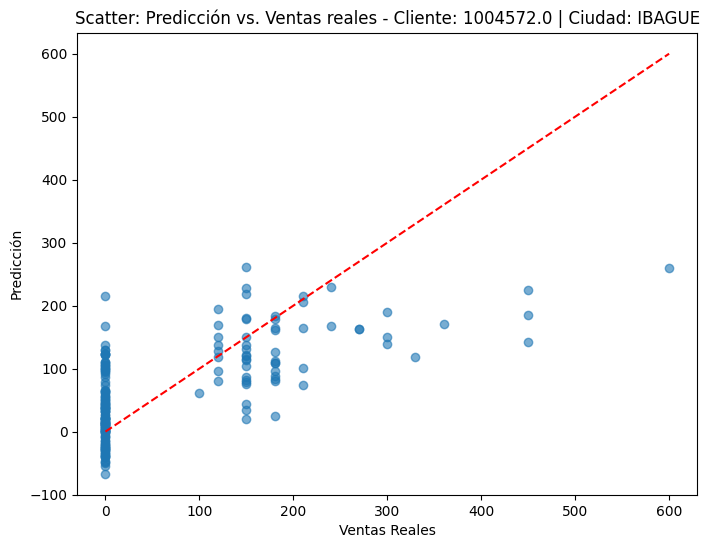 Scatter: Predicción vs. Ventas reales - Cliente: 1004572.0 | Ciudad: IBAGUE
600
500
400
300
200
100
0
−100
Predicción
0 100 200 300 400 500 600
Ventas Reales